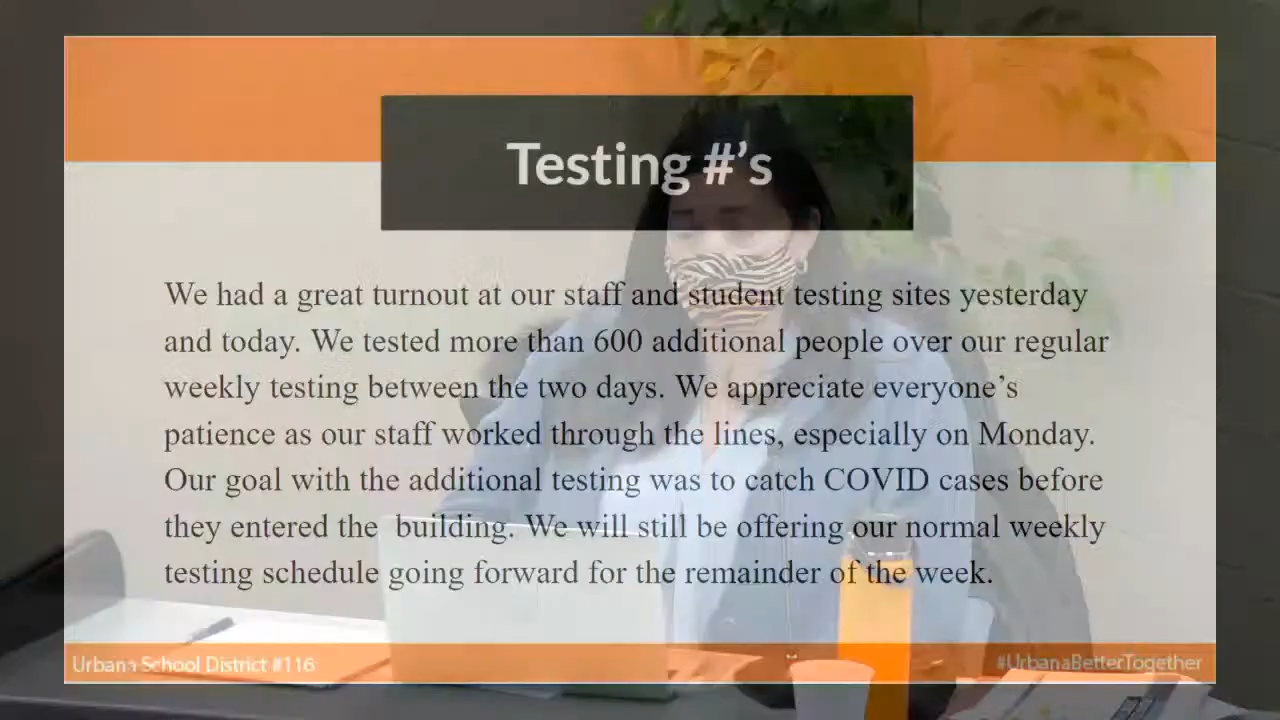 Testing #’s
We had a great turnout at our staff and student testing sites yesterday
and today. We tested more than 600 additional people over our regular
weekly testing between the two days. We appreciate everyone’s
patience as our staff worked through the lines, especially on Monday.
Our goal with the additional testing was to catch COVID cases before
they entered the  building. We will still be offering our normal weekly
testing schedule going forward for the remainder of the week.
Urbana School District #116
#UrbanaBetterTogether